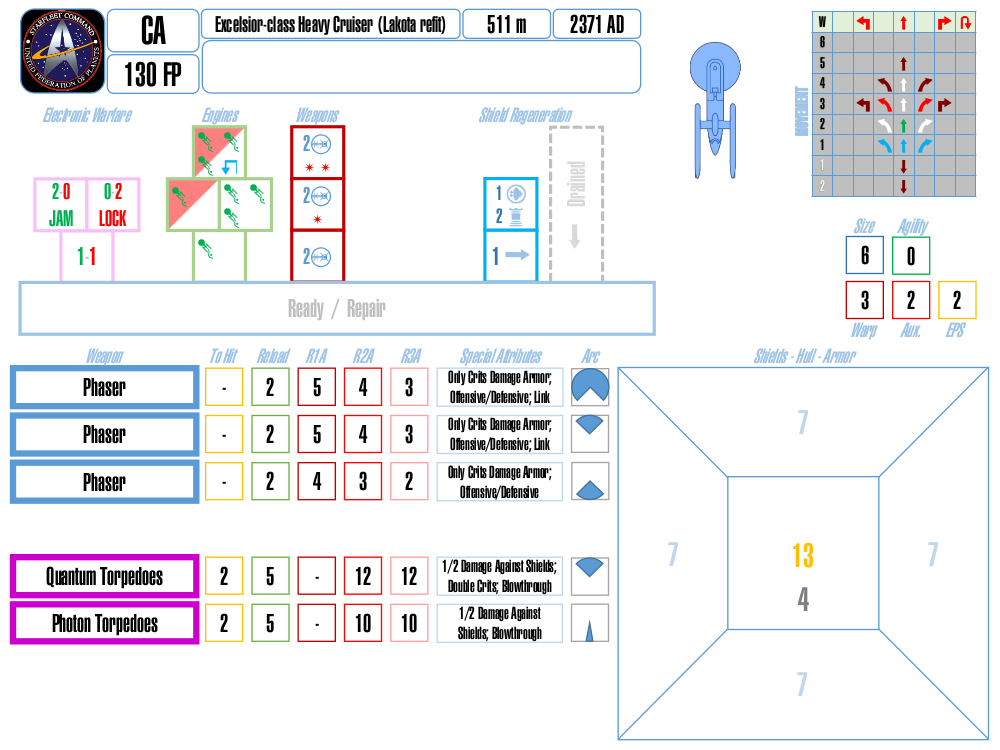 STARFLEET COMMAND
UNITED FEDERATION OF PLANETS
CA
Excelsior-class Heavy Cruiser (Lakota refit)
511 m
2371 AD
130 FP
W
6
5
4
3
2
1
1
2
MOVEMENT
Electronic Warfare
Engines
Weapons
Shield Regeneration
2
2-0
JAM
0-2
LOCK
2
1
2
Drained
1-1
2
1
Size
Agility
6
0
3
2
2
Warp
Aux.
EPS
Ready / Repair
Weapon
To Hit
Reload
R1A
R2A
R3A
Special Attributes
Arc
Shields - Hull - Armor
Phaser
-
2
5
4
3
Only Crits Damage Armor;
Offensive/Defensive; Link
Phaser
-
2
5
4
3
Only Crits Damage Armor;
Offensive/Defensive; Link
Phaser
-
2
4
3
2
Only Crits Damage Armor;
Offensive/Defensive
Quantum Torpedoes
2
5
-
12
12
1/2 Damage Against Shields;
Double Crits; Blowthrough
Photon Torpedoes
2
5
-
10
10
1/2 Damage Against
Shields; Blowthrough
7
7
13
7
4
7